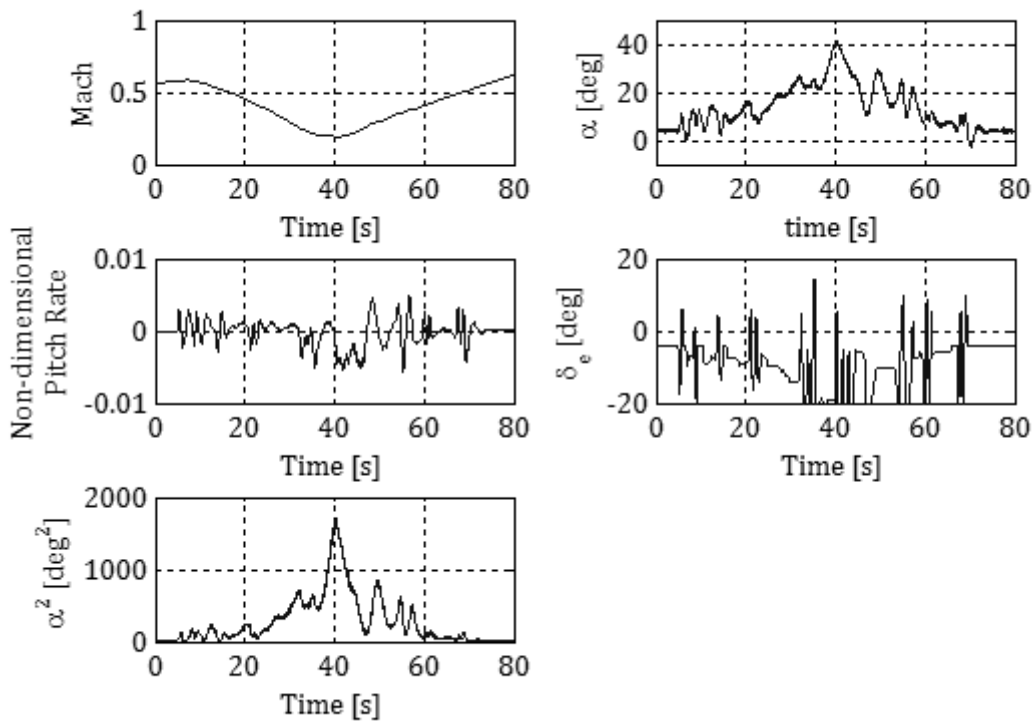 1
0.5
0
Mach
0 20 40 60 80
Time [s]
40
20
0
α [deg]
0 20 40 60 80
time [s]
0.01
0
-0.01
Non-dimensional
Pitch Rate
0 20 40 60 80
Time [s]
20
0
-20
δe [deg]
0 20 40 60 80
Time [s]
2000
1000
0
α² [deg²]
0 20 40 60 80
Time [s]